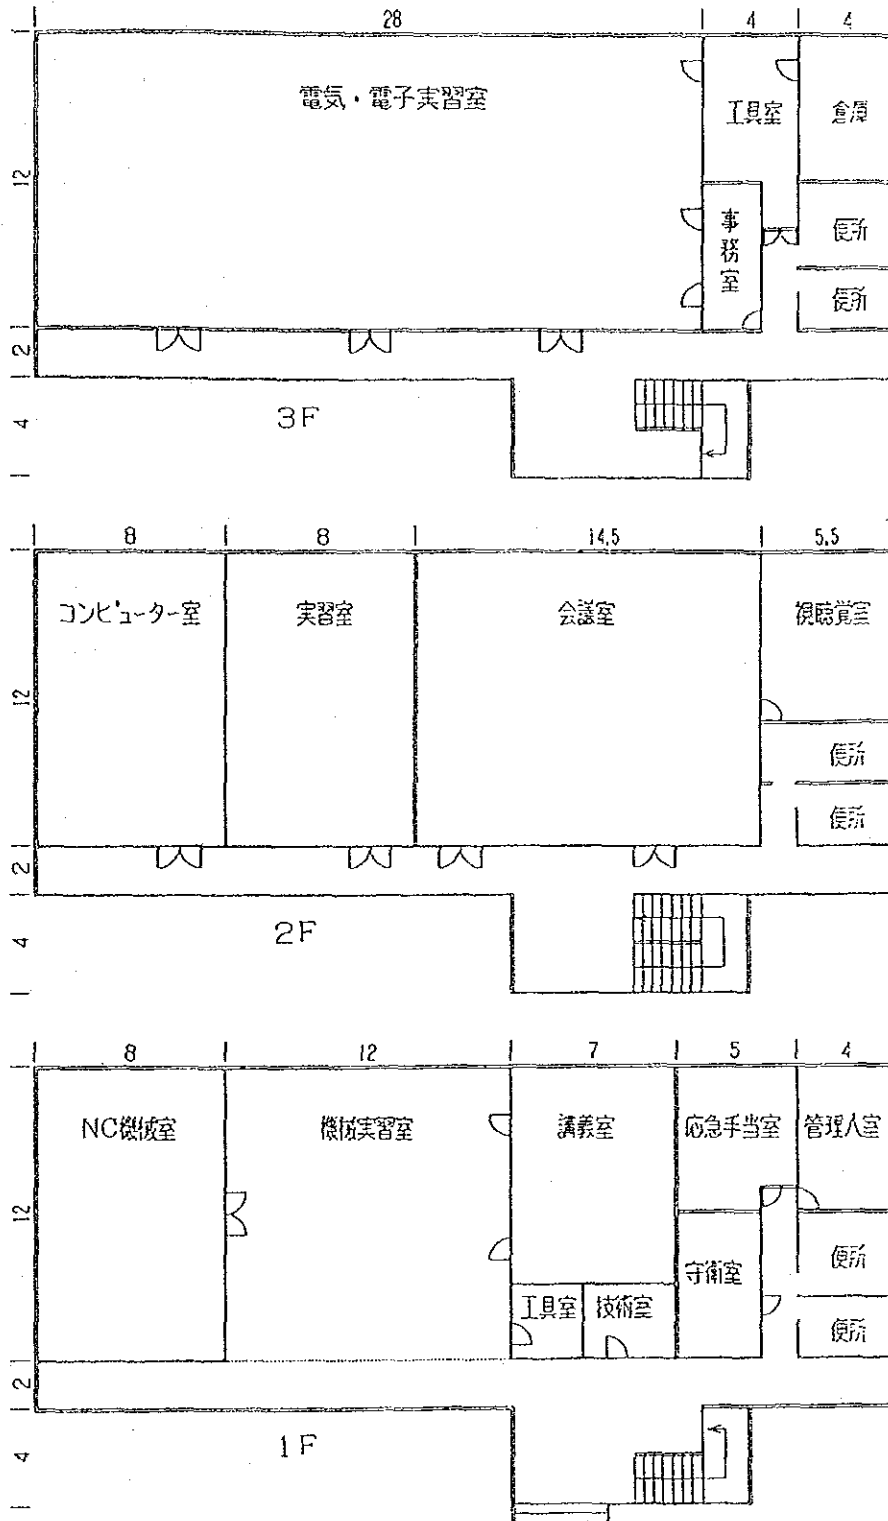 28 4 4
電気・電子実習室
工具室
倉庫
12
事務室
便所
便所
2
4
3F
8 8 14.5 5.5
コンピューター室 実習室 会議室 視聴覚室
12
便所
便所
2
4
2F
8 12 7 5 4
NC機械室 機械実習室 講義室 応急手当室 管理人室
12
守衛室
便所
工具室 技術室
便所
2
4
1F